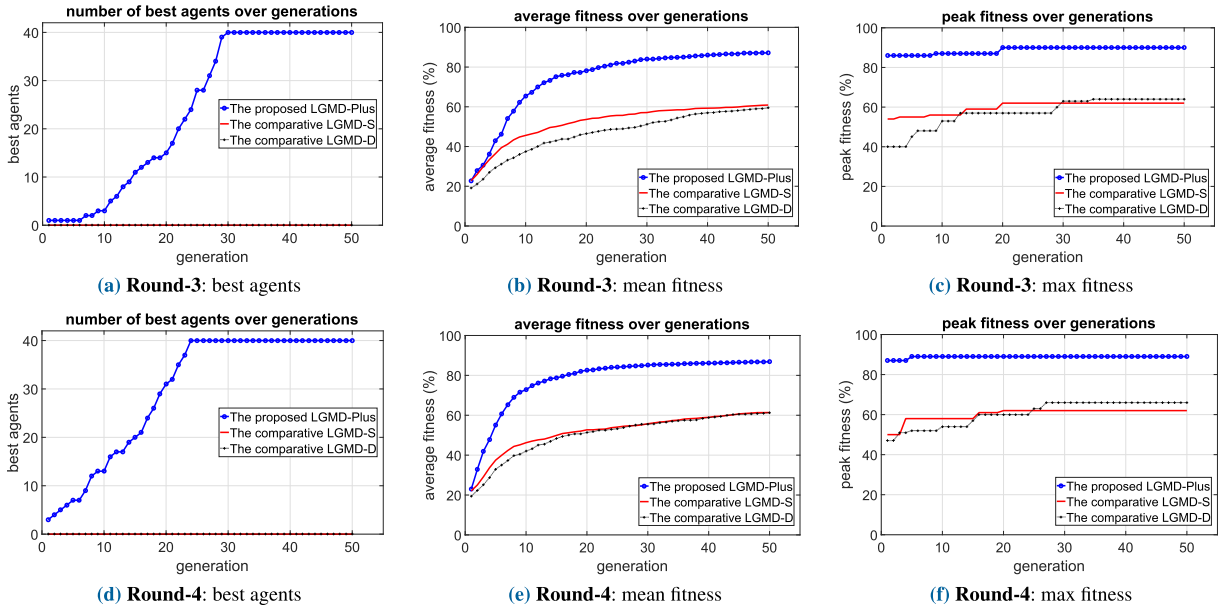 number of best agents over generations
40
30
20
10
0
best agents
The proposed LGMD-Plus
The comparative LGMD-S
The comparative LGMD-D
0 10 20 30 40 50
generation
(a) Round-3: best agents
average fitness over generations
100
80
60
40
20
0
average fitness (%)
The proposed LGMD-Plus
The comparative LGMD-S
The comparative LGMD-D
0 10 20 30 40 50
generation
(b) Round-3: mean fitness
peak fitness over generations
100
80
60
40
20
0
peak fitness (%)
The proposed LGMD-Plus
The comparative LGMD-S
The comparative LGMD-D
0 10 20 30 40 50
generation
(c) Round-3: max fitness
number of best agents over generations
40
30
20
10
0
best agents
The proposed LGMD-Plus
The comparative LGMD-S
The comparative LGMD-D
0 10 20 30 40 50
generation
(d) Round-4: best agents
average fitness over generations
100
80
60
40
20
0
average fitness (%)
The proposed LGMD-Plus
The comparative LGMD-S
The comparative LGMD-D
0 10 20 30 40 50
generation
(e) Round-4: mean fitness
peak fitness over generations
100
80
60
40
20
0
peak fitness (%)
The proposed LGMD-Plus
The comparative LGMD-S
The comparative LGMD-D
0 10 20 30 40 50
generation
(f) Round-4: max fitness